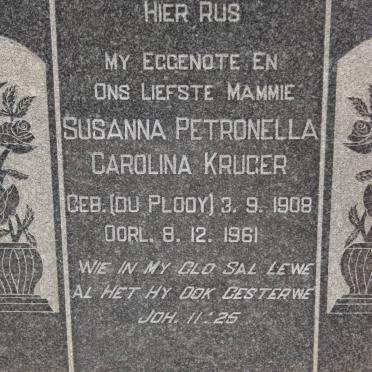 HIER RUS
MY EGGENOTE EN
ONS LIEFSTE MAMMIE
SUSANNA PETRONELLA
CAROLINA KRUGER
GEB. (DU PLOOY) 3. 9. 1908
OORL. 8. 12. 1961
WIE IN MY GLO SAL LEWE
AL HET HY OOK GESTERWE
JOH. 11:25